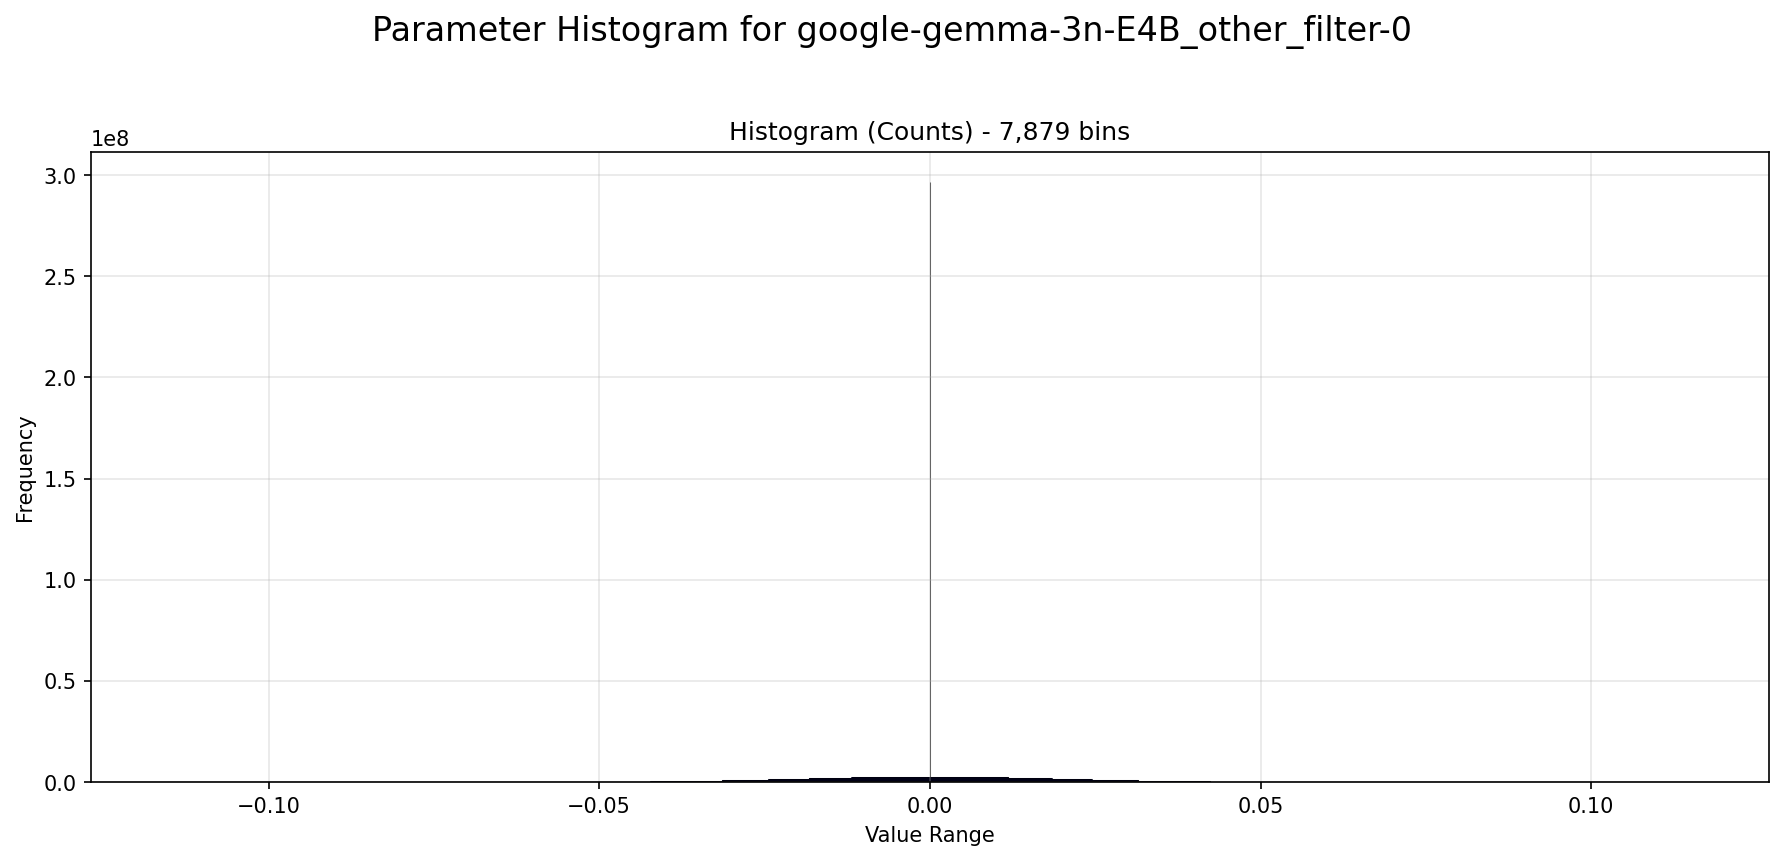 Parameter Histogram for google-gemma-3n-E4B_other_filter-0
Histogram (Counts) - 7,879 bins
1e8
3.0
2.5
2.0
1.5
1.0
0.5
0.0
Frequency
−0.10
−0.05
0.00
0.05
0.10
Value Range